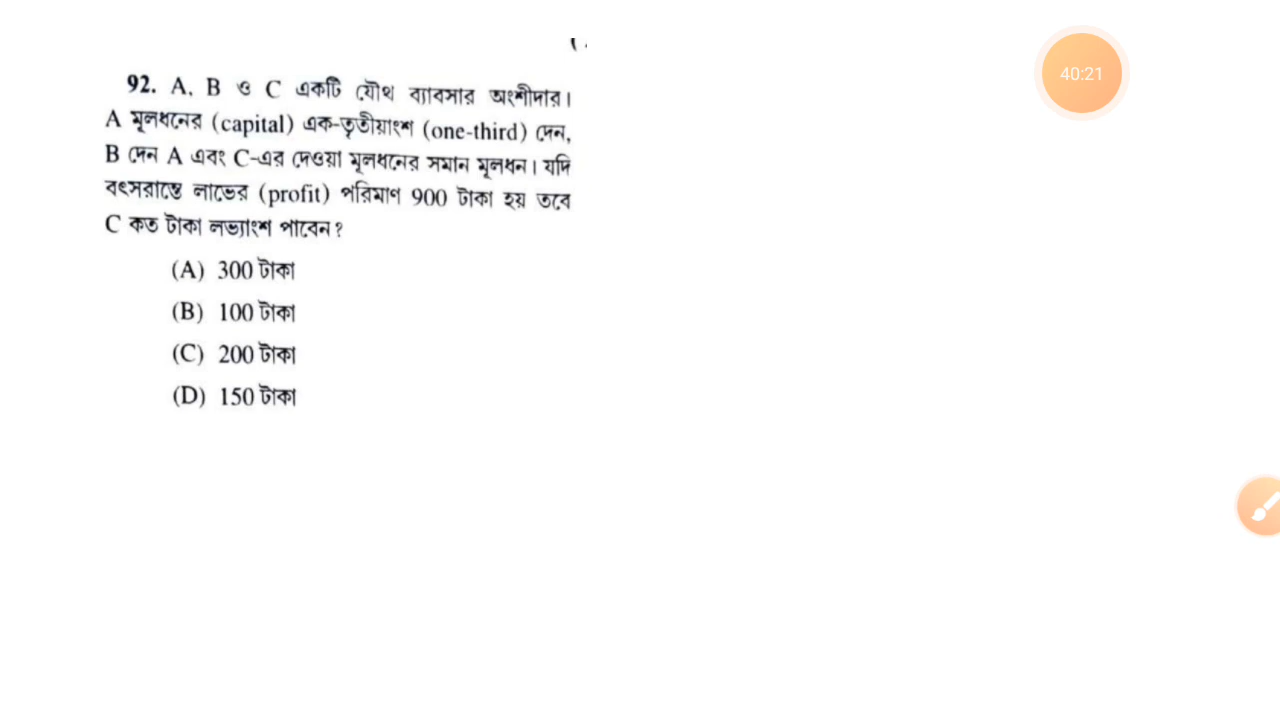 92. A, B ও C একটি যৌথ ব্যাবসার অংশীদার।
A মূলধনের (capital) এক-তৃতীয়াংশ (one-third) দেন,
B দেন A এবং C-এর দেওয়া মূলধনের সমান মূলধন। যদি
বৎসরান্তে লাভের (profit) পরিমাণ 900 টাকা হয় তবে
C কত টাকা লভ্যাংশ পাবেন?
(A) 300 টাকা
(B) 100 টাকা
(C) 200 টাকা
(D) 150 টাকা
40:21